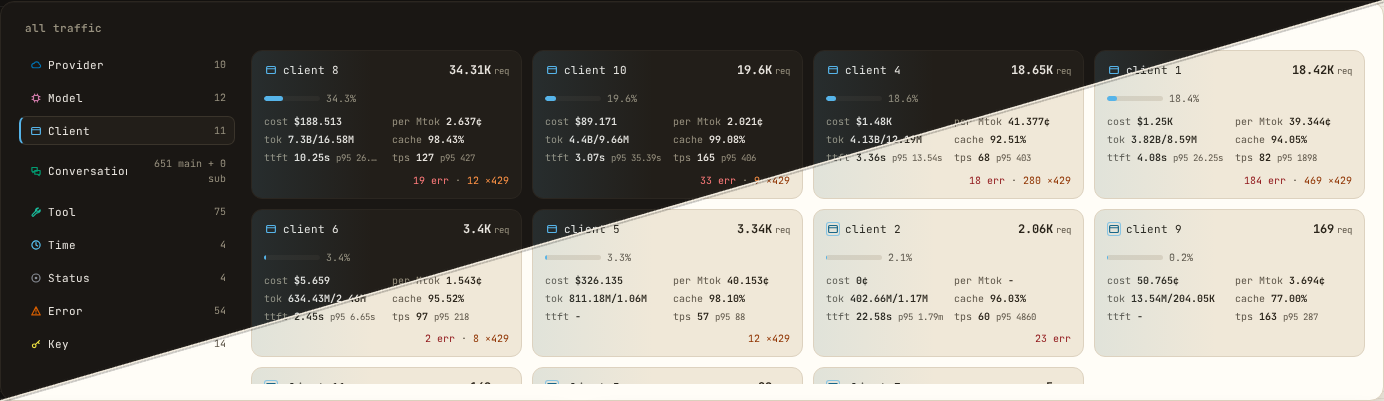 all traffic
Provider 10
Model 12
Client 11
Conversation 651 main + 0 sub
Tool 75
Time 4
Status 4
Error 54
Key 14
client 8 34.31K req
34.3%
cost $188.513 per Mtok 2.637¢
tok 7.3B/16.58M cache 98.43%
ttft 10.25s p95 26.… tps 127 p95 427
19 err · 12 ×429
client 10 19.6K req
19.6%
cost $89.171 per Mtok 2.021¢
tok 4.4B/9.66M cache 99.08%
ttft 3.07s p95 35.39s tps 165 p95 406
33 err · 9 ×429
client 4 18.65K req
18.6%
cost $1.48K per Mtok 41.377¢
tok 4.13B/12.19M cache 92.51%
ttft 3.36s p95 13.54s tps 68 p95 403
18 err · 280 ×429
client 1 18.42K req
18.4%
cost $1.25K per Mtok 39.344¢
tok 3.82B/8.59M cache 94.05%
ttft 4.08s p95 26.25s tps 82 p95 1898
184 err · 469 ×429
client 6 3.4K req
3.4%
cost $5.659 per Mtok 1.543¢
tok cache 95.52%
ttft 2.45s p95 6.65s tps 97 p95 218
2 err · 8 ×429
client 5 3.34K req
3.3%
cost $326.135 per Mtok 40.153¢
tok 811.18M/1.06M cache 98.10%
ttft - tps 57 p95 88
12 ×429
client 2 2.06K req
2.1%
cost 0¢ per Mtok -
tok 402.66M/1.17M cache 96.03%
ttft 22.58s p95 1.79m tps 60 p95 4860
23 err
client 9 169 req
0.2%
cost 50.765¢ per Mtok 3.694¢
tok 13.54M/204.05K cache 77.00%
ttft - tps 163 p95 287